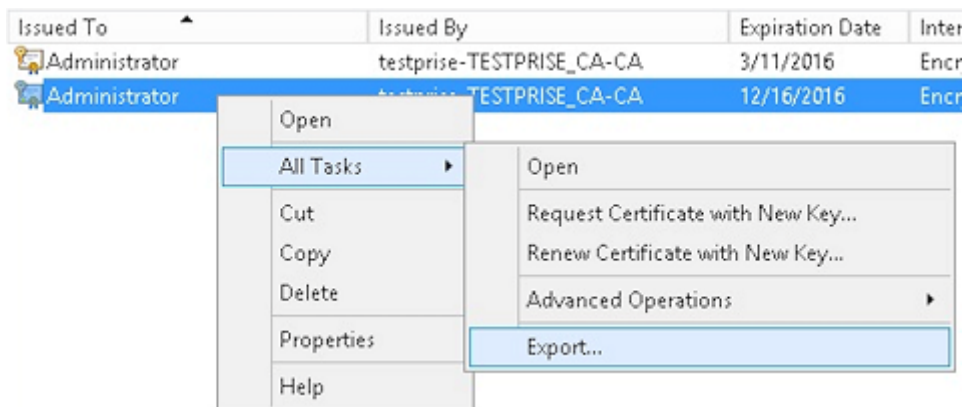 Issued To Issued By Expiration Date Inter
Administrator testprise-TESTPRISE_CA-CA 3/11/2016 Encr
Administrator testprise-TESTPRISE_CA-CA 12/16/2016 Encr
Open
All Tasks Open
Cut Request Certificate with New Key...
Copy Renew Certificate with New Key...
Delete Advanced Operations
Properties Export...
Help